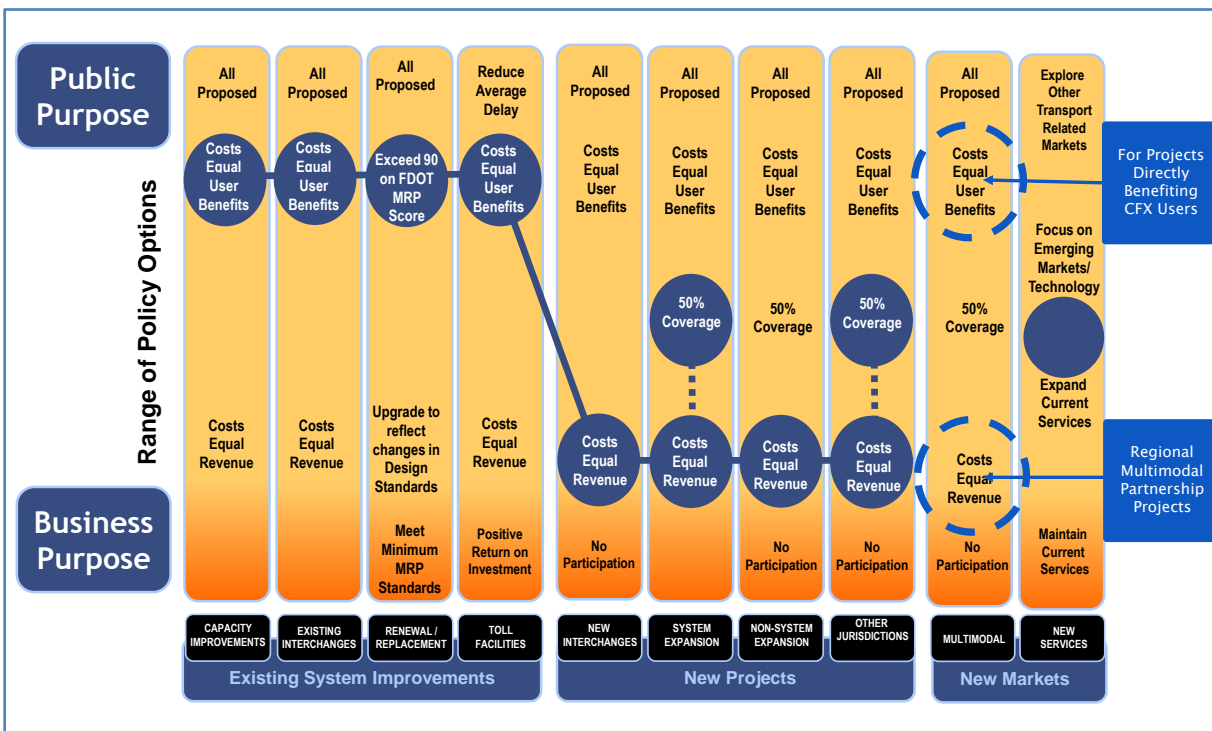 Public
Purpose
Range of Policy Options
Business
Purpose
All
Proposed
Costs
Equal
User
Benefits
Costs
Equal
Revenue
CAPACITY
IMPROVEMENTS
All
Proposed
Costs
Equal
User
Benefits
Costs
Equal
Revenue
EXISTING
INTERCHANGES
All
Proposed
Exceed 90
on FDOT
MRP
Score
Upgrade to
reflect
changes in
Design
Standards
Meet
Minimum
MRP
Standards
RENEWAL /
REPLACEMENT
Reduce
Average
Delay
Costs
Equal
User
Benefits
Costs
Equal
Revenue
Positive
Return on
Investment
TOLL
FACILITIES
Existing System Improvements
All
Proposed
Costs
Equal User
Benefits
Costs
Equal
Revenue
No
Participation
NEW
INTERCHANGES
All
Proposed
Costs
Equal User
Benefits
50%
Coverage
Costs
Equal
Revenue
SYSTEM
EXPANSION
All
Proposed
Costs
Equal User
Benefits
50%
Coverage
Costs
Equal
Revenue
No
Participation
NON-SYSTEM
EXPANSION
All
Proposed
Costs
Equal User
Benefits
50%
Coverage
Costs
Equal
Revenue
No
Participation
OTHER
JURISDICTIONS
New Projects
All
Proposed
Costs
Equal
User
Benefits
50%
Coverage
Costs
Equal
Revenue
No
Participation
MULTIMODAL
Explore
Other
Transport
Related
Markets
Focus on
Emerging
Markets/
Technology
Expand
Current
Services
Maintain
Current
Services
NEW
SERVICES
New Markets
For Projects
Directly
Benefiting
CFX Users
Regional
Multimodal
Partnership
Projects